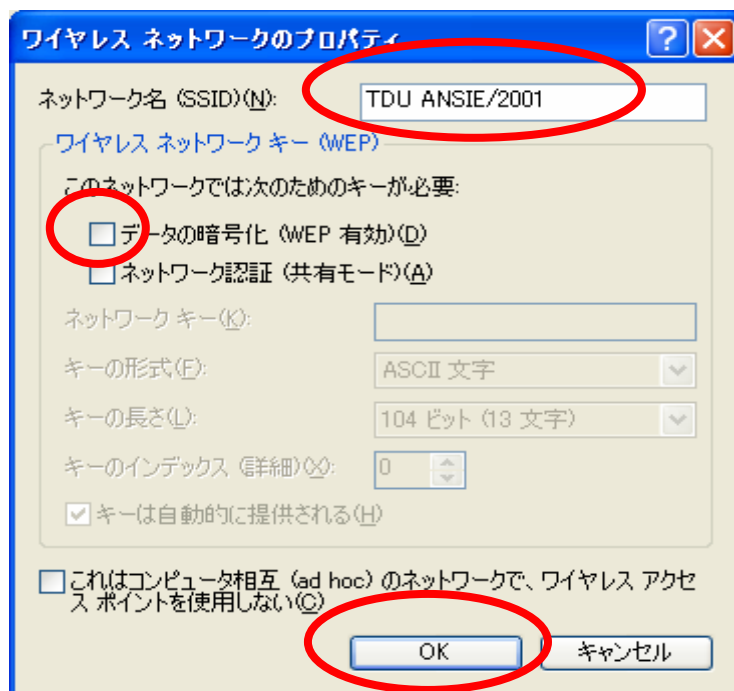 ワイヤレス ネットワークのプロパティ
ネットワーク名 (SSID)(N):
TDU ANSIE/2001
ワイヤレス ネットワーク キー (WEP)
このネットワークでは次のためのキーが必要:
データの暗号化 (WEP 有効)(D)
ネットワーク認証 (共有モード)(A)
ネットワーク キー(K):
キーの形式(F):
ASCII 文字
キーの長さ(L):
104 ビット (13 文字)
キーのインデックス (詳細)(X):
0
キーは自動的に提供される(H)
これはコンピュータ相互 (ad hoc) のネットワークで、ワイヤレス アクセ
ス ポイントを使用しない(C)
OK
キャンセル